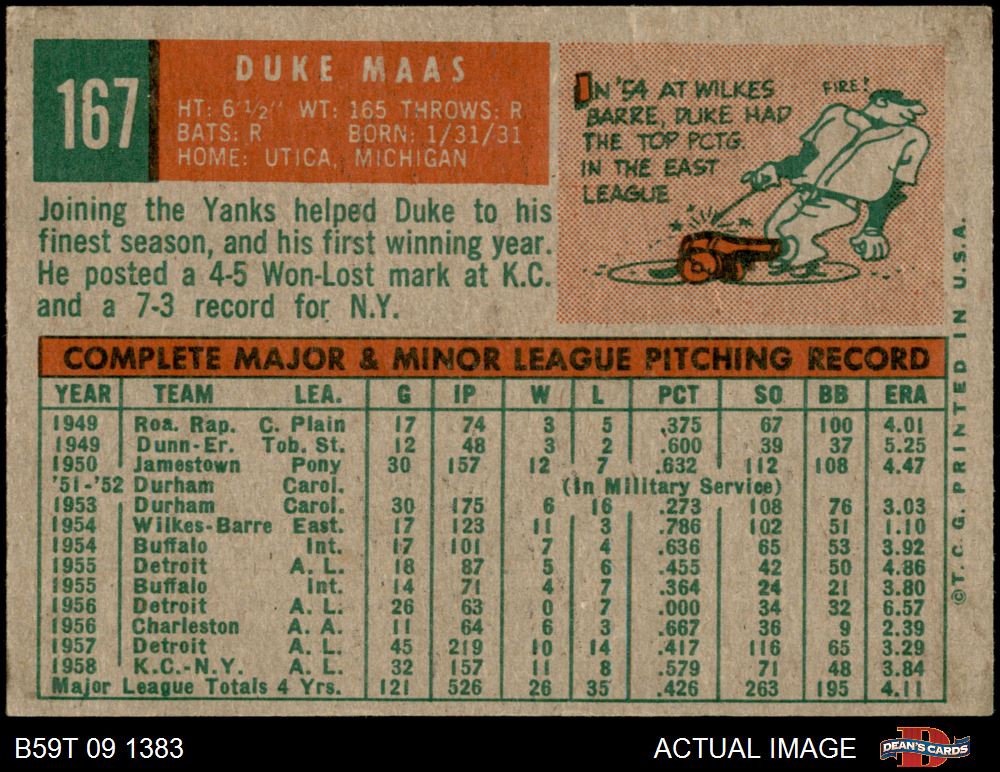 167
DUKE MAAS
HT: 6'1/2" WT: 165 THROWS: R
BATS: R BORN: 1/31/31
HOME: UTICA, MICHIGAN
IN '54 AT WILKES
BARRE, DUKE HAD
THE TOP PCTG.
IN THE EAST
LEAGUE
FIRE!
Joining the Yanks helped Duke to his
finest season, and his first winning year.
He posted a 4-5 Won-Lost mark at K.C.
and a 7-3 record for N.Y.
COMPLETE MAJOR & MINOR LEAGUE PITCHING RECORD
YEAR TEAM LEA. G IP W L PCT SO BB ERA
1949 Roa. Rap. C. Plain 17 74 3 5 .375 67 100 4.01
1949 Dunn-Er. Tob. St. 12 48 3 2 .600 39 37 5.25
1950 Jamestown Pony 30 157 12 7 .632 112 108 4.47
'51-'52 Durham Carol. (In Military Service)
1953 Durham Carol. 30 175 6 16 .273 108 76 3.03
1954 Wilkes-Barre East. 17 123 11 3 .786 102 51 1.10
1954 Buffalo Int. 17 101 7 4 .636 65 53 3.92
1955 Detroit A. L. 18 87 5 6 .455 42 50 4.86
1955 Buffalo Int. 14 71 4 7 .364 24 21 3.80
1956 Detroit A. L. 26 63 0 7 .000 34 32 6.57
1956 Charleston A. A. 11 64 6 3 .667 36 9 2.39
1957 Detroit A. L. 45 219 10 14 .417 116 65 3.29
1958 K.C.-N.Y. A. L. 32 157 11 8 .579 71 48 3.84
Major League Totals 4 Yrs. 121 526 26 35 .426 263 195 4.11
©T. C. G. PRINTED IN U.S.A.
B59T 09 1383
ACTUAL IMAGE
DEAN'S CARDS